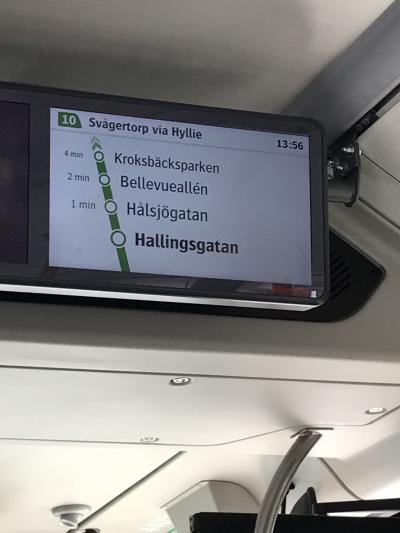 10 Svågertorp via Hyllie 13:56
4 min Kroksbäcksparken
2 min Bellevueallén
1 min Hålsjögatan
Hallingsgatan